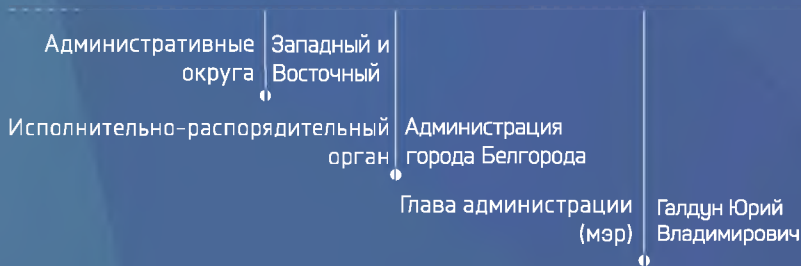 Административные Западный и
округа Восточный
Исполнительно-распорядительный Администрация
орган города Белгорода
Глава администрации Галдун Юрий
(мэр) Владимирович